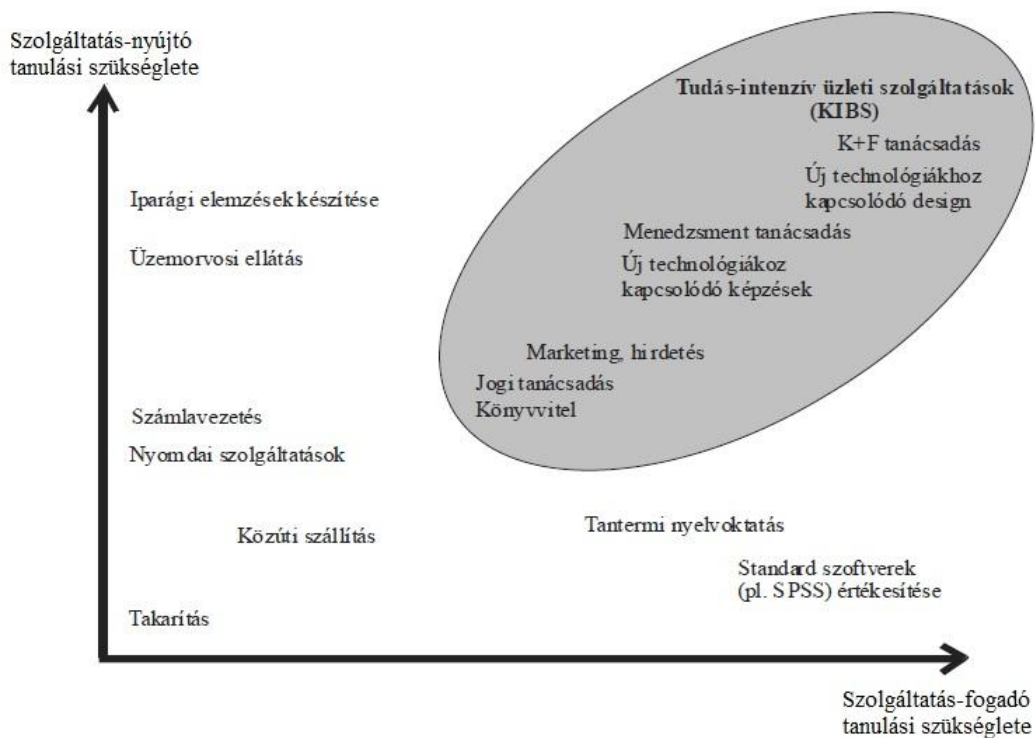 Szolgáltatás-nyújtó
tanulási szükséglete
Tudás-intenzív üzleti szolgáltatások
(KIBS)
K+F tanácsadás
Új technológiákhoz
kapcsolódó design
Iparági elemzések készítése
Menedzsment tanácsadás
Üzemorvosi ellátás
Új technológiákoz
kapcsolódó képzések
Marketing, hirdetés
Jogi tanácsadás
Könyvvitel
Számlavezetés
Nyomdai szolgáltatások
Közúti szállítás
Tantermi nyelvoktatás
Standard szoftverek
(pl. SPSS) értékesítése
Takarítás
Szolgáltatás-fogadó
tanulási szükséglete